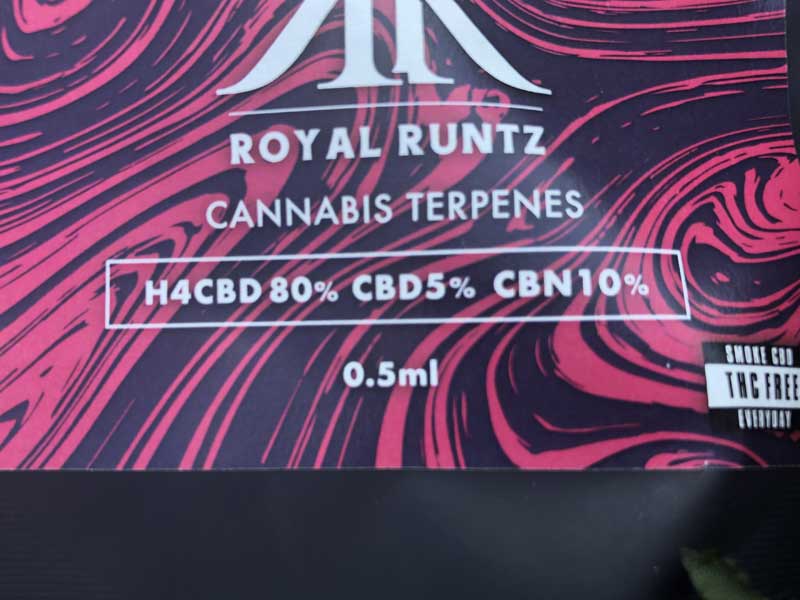 ROYAL RUNTZ
CANNABIS TERPENES
H4CBD 80% CBD5% CBN10%
0.5ml
SMOKE CBD
THC FREE
EVERYDAY